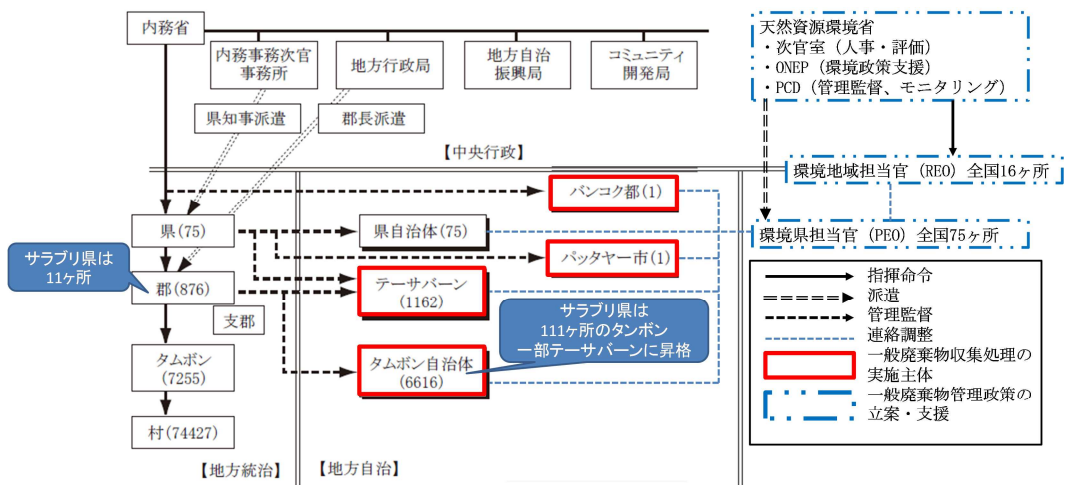 内務省
内務事務次官
事務所
地方行政局
地方自治
振興局
コミュニティ
開発局
県知事派遣
郡長派遣
【中央行政】
天然資源環境省
・次官室（人事・評価）
・ONEP（環境政策支援）
・PCD（管理監督、モニタリング）
環境地域担当官（REO）全国16ヶ所
環境県担当官（PEO）全国75ヶ所
バンコク都(1)
県(75)
県自治体(75)
パッタヤー市(1)
サラブリ県は
11ヶ所
郡(876)
支郡
テーサバーン
(1162)
サラブリ県は
111ヶ所のタンボン
一部テーサバーンに昇格
タムボン
(7255)
タムボン自治体
(6616)
村(74427)
【地方統治】
【地方自治】
指揮命令
派遣
管理監督
連絡調整
一般廃棄物収集処理の
実施主体
一般廃棄物管理政策の
立案・支援